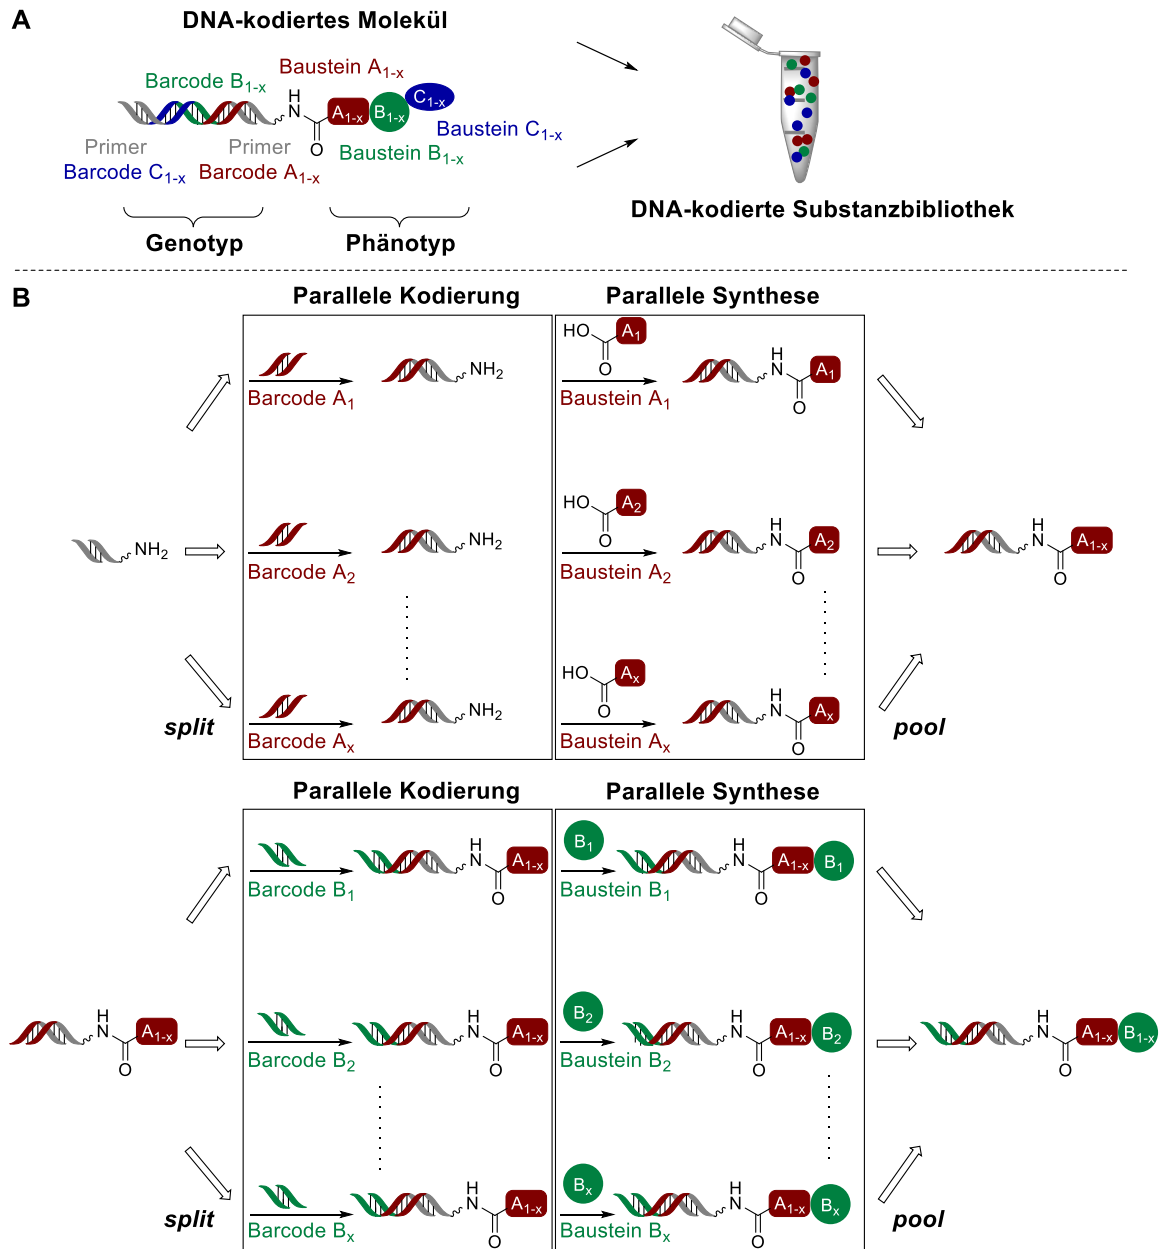 A
DNA-kodiertes Molekül
Barcode B1-x
Baustein A1-x
H
N
O
A1-x
B1-x
C1-x
Primer
Primer
Baustein C1-x
Barcode C1-x
Barcode A1-x
Baustein B1-x
Genotyp
Phänotyp
DNA-kodierte Substanzbibliothek
B
Parallele Kodierung
Parallele Synthese
HO
O
A1
Barcode A1
NH2
Baustein A1
H
N
O
A1
NH2
HO
O
A2
Barcode A2
NH2
Baustein A2
H
N
O
A2
H
N
O
A1-x
HO
O
Ax
split
Barcode Ax
NH2
Baustein Ax
H
N
O
Ax
pool
Parallele Kodierung
Parallele Synthese
Barcode B1
H
N
O
A1-x
B1
Baustein B1
H
N
O
A1-x
B1
H
N
O
A1-x
Barcode B2
H
N
O
A1-x
B2
Baustein B2
H
N
O
A1-x
B2
H
N
O
A1-x
B1-x
split
Barcode Bx
H
N
O
A1-x
Bx
Baustein Bx
H
N
O
A1-x
Bx
pool